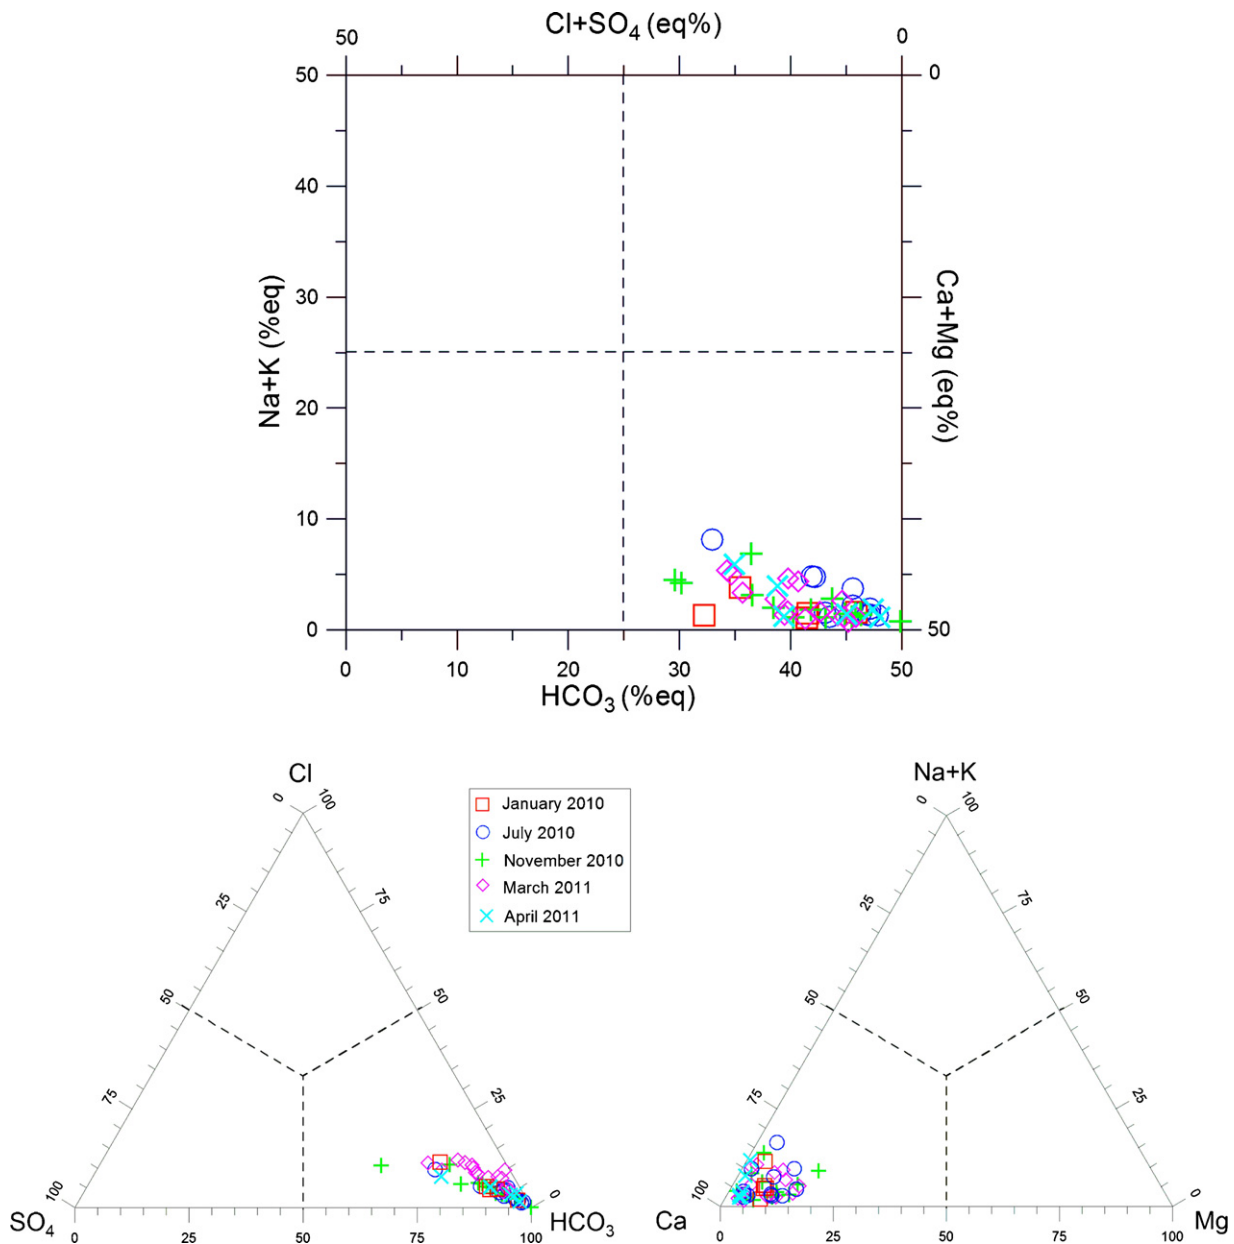 Cl+SO₄ (eq%)
50 0
50 0
40
30
20
10
0 50
Na+K (%eq)
Ca+Mg (eq%)
0 10 20 30 40 50
HCO₃ (%eq)
Cl
0 100
25 75
50 50
75 25
100 0
SO₄ HCO₃
0 25 50 75 100
January 2010
July 2010
November 2010
March 2011
April 2011
Na+K
0 100
25 75
50 50
75 25
100 0
Ca Mg
0 25 50 75 100